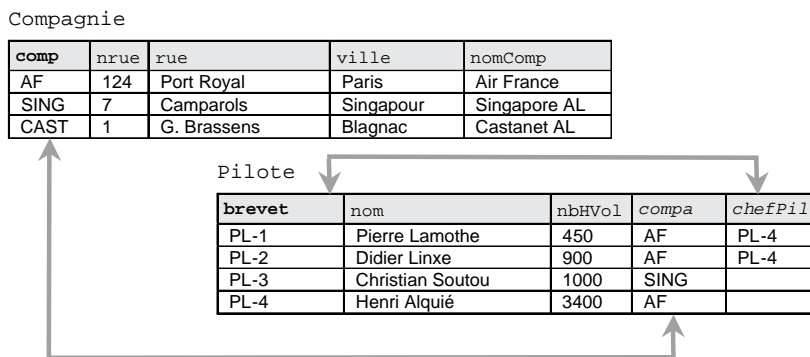 Compagnie
comp nrue rue ville nomComp
AF 124 Port Royal Paris Air France
SING 7 Camparols Singapour Singapore AL
CAST 1 G. Brassens Blagnac Castanet AL
Pilote
brevet nom nbHVol compa chefPil
PL-1 Pierre Lamothe 450 AF PL-4
PL-2 Didier Linxe 900 AF PL-4
PL-3 Christian Soutou 1000 SING
PL-4 Henri Alquié 3400 AF